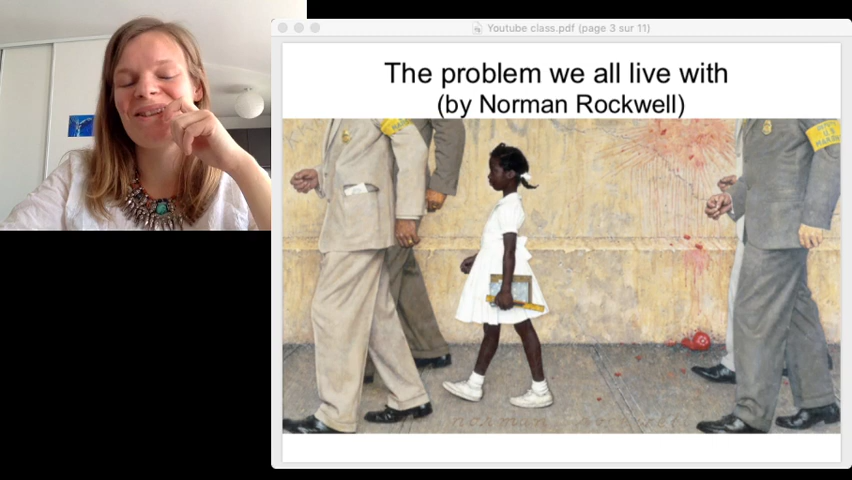 Youtube class.pdf (page 3 sur 11)
The problem we all live with
(by Norman Rockwell)